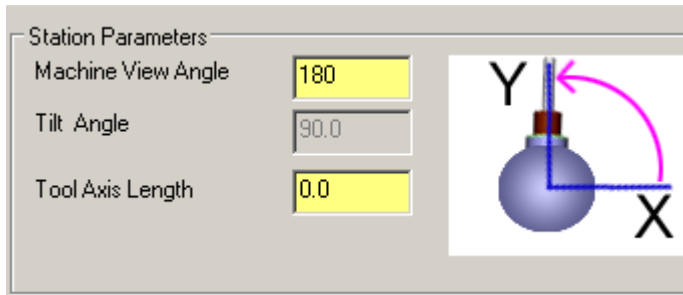 Station Parameters
Machine View Angle 180
Tilt Angle 90.0
Tool Axis Length 0.0
Y
X